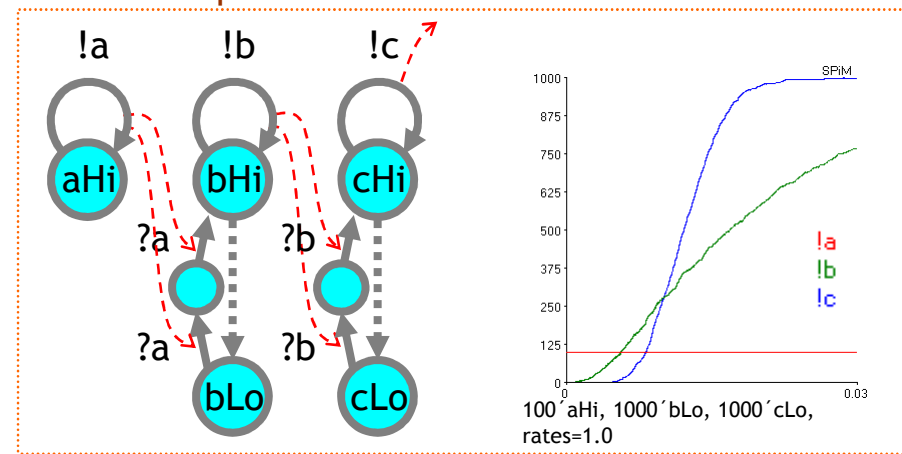 !a
!b
!c
aHi
bHi
cHi
?a
?b
?a
?b
bLo
cLo
SPiM
1000
875
750
625
500
375
250
125
0
0
0.03
!a
!b
!c
100´aHi, 1000´bLo, 1000´cLo,
rates=1.0